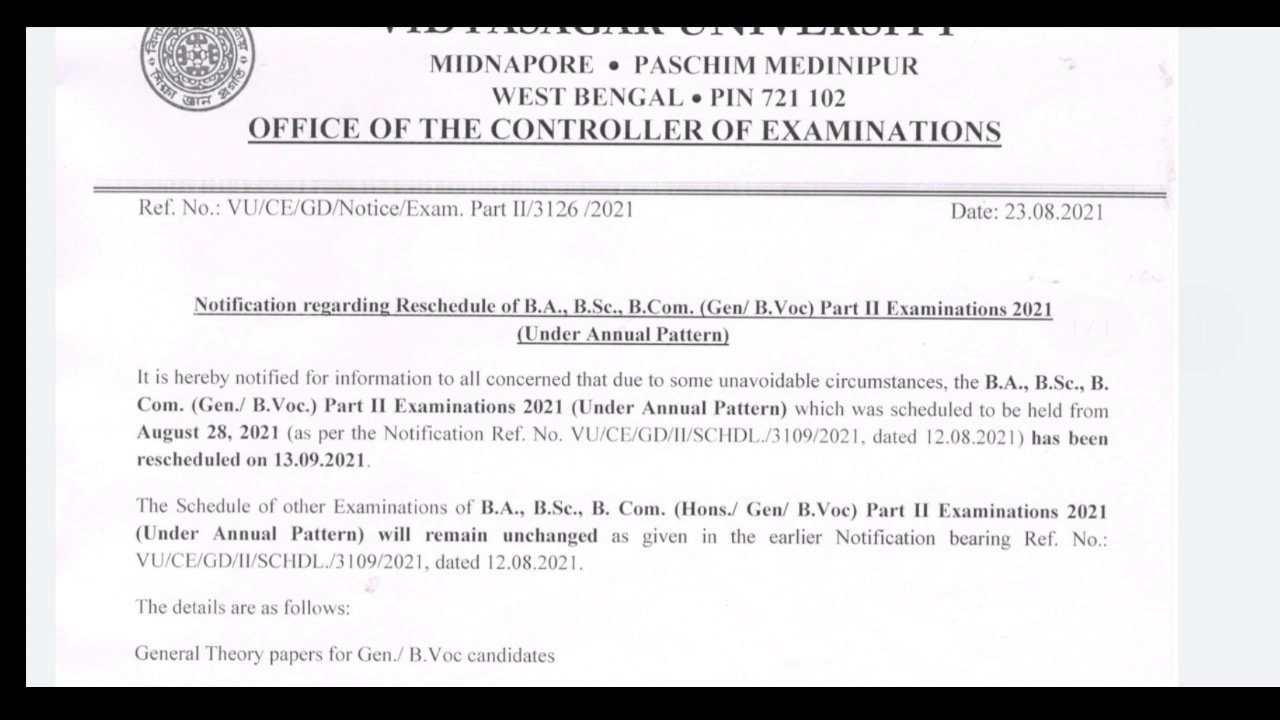 VIDYASAGAR UNIVERSITY
MIDNAPORE • PASCHIM MEDINIPUR
WEST BENGAL • PIN 721 102
OFFICE OF THE CONTROLLER OF EXAMINATIONS
শিক্ষা জ্ঞান প্রগতি
Ref. No.: VU/CE/GD/Notice/Exam. Part II/3126 /2021
Date: 23.08.2021
Notification regarding Reschedule of B.A., B.Sc., B.Com. (Gen/ B.Voc) Part II Examinations 2021
(Under Annual Pattern)
It is hereby notified for information to all concerned that due to some unavoidable circumstances, the B.A., B.Sc., B.
Com. (Gen./ B.Voc.) Part II Examinations 2021 (Under Annual Pattern) which was scheduled to be held from
August 28, 2021 (as per the Notification Ref. No. VU/CE/GD/II/SCHDL./3109/2021, dated 12.08.2021) has been
rescheduled on 13.09.2021.
The Schedule of other Examinations of B.A., B.Sc., B. Com. (Hons./ Gen/ B.Voc) Part II Examinations 2021
(Under Annual Pattern) will remain unchanged as given in the earlier Notification bearing Ref. No.:
VU/CE/GD/II/SCHDL./3109/2021, dated 12.08.2021.
The details are as follows:
General Theory papers for Gen./ B.Voc candidates